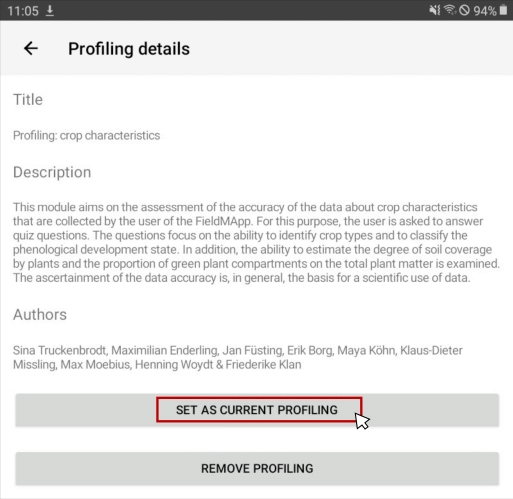 11:05 94%
Profiling details
Title
Profiling: crop characteristics
Description
This module aims on the assessment of the accuracy of the data about crop characteristics
that are collected by the user of the FieldMApp. For this purpose, the user is asked to answer
quiz questions. The questions focus on the ability to identify crop types and to classify the
phenological development state. In addition, the ability to estimate the degree of soil coverage
by plants and the proportion of green plant compartments on the total plant matter is examined.
The ascertainment of the data accuracy is, in general, the basis for a scientific use of data.
Authors
Sina Truckenbrodt, Maximilian Enderling, Jan Füsting, Erik Borg, Maya Köhn, Klaus-Dieter
Missling, Max Moebius, Henning Woydt & Friederike Klan
SET AS CURRENT PROFILING
REMOVE PROFILING